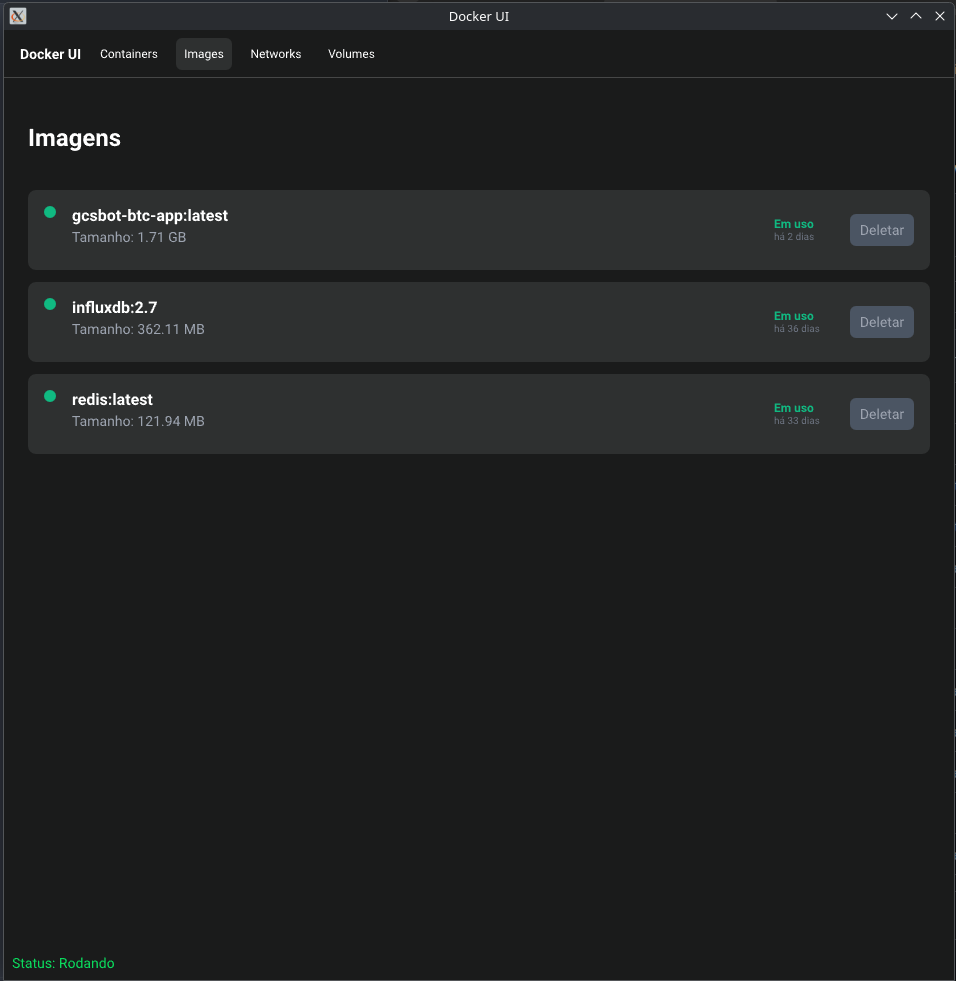 Docker UI
Docker UI Containers Images Networks Volumes
Imagens
gcsbot-btc-app:latest
Tamanho: 1.71 GB
Em uso
há 2 dias
Deletar
influxdb:2.7
Tamanho: 362.11 MB
Em uso
há 36 dias
Deletar
redis:latest
Tamanho: 121.94 MB
Em uso
há 33 dias
Deletar
Status: Rodando